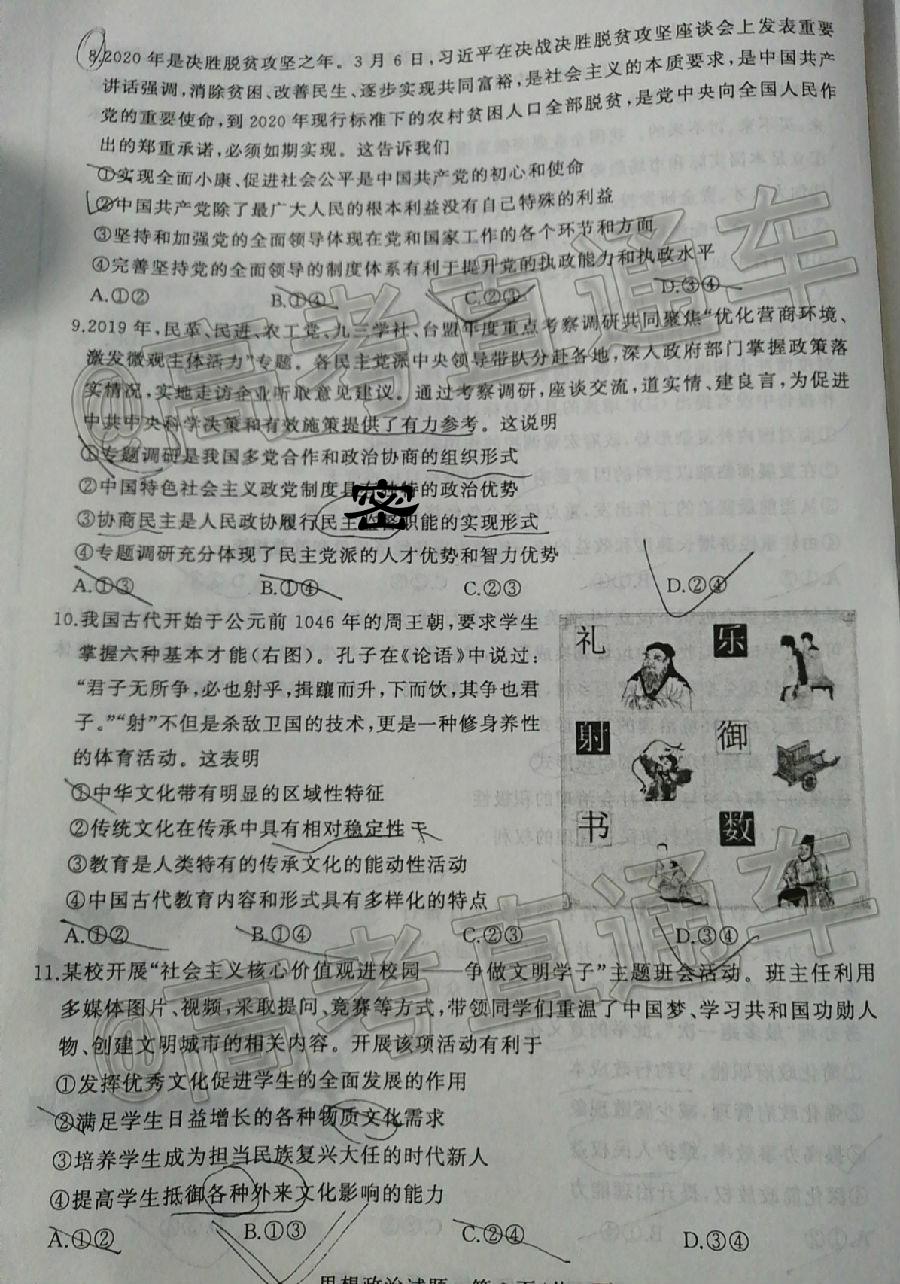 8.2020年是决胜脱贫攻坚之年。3月6日,习近平在决战决胜脱贫攻坚座谈会上发表重要
讲话强调,消除贫困、改善民生、逐步实现共同富裕,是社会主义的本质要求,是中国共产
党的重要使命,到2020年现行标准下的农村贫困人口全部脱贫,是党中央向全国人民作
出的郑重承诺,必须如期实现。这告诉我们
①实现全面小康、促进社会公平是中国共产党的初心和使命
②中国共产党除了最广大人民的根本利益没有自己特殊的利益
③坚持和加强党的全面领导体现在党和国家工作的各个环节和方面
④完善坚持党的全面领导的制度体系有利于提升党的执政能力和执政水平
A.①② B.①④ C.②③ D.③④
9.2019年,民革、民进、农工党、九三学社、台盟年度重点考察调研共同聚焦“优化营商环境、
激发微观主体活力”专题。各民主党派中央领导带队分赴各地,深入政府部门掌握政策落
实情况,实地走访企业听取意见建议。通过考察调研,座谈交流,道实情、建良言,为促进
中共中央科学决策和有效施策提供了有力参考。这说明
①专题调研是我国多党合作和政治协商的组织形式
②中国特色社会主义政党制度具有独特的政治优势
密
③协商民主是人民政协履行民主监督职能的实现形式
④专题调研充分体现了民主党派的人才优势和智力优势
A.①③ B.①④ C.②③ D.②④
10.我国古代开始于公元前1046年的周王朝,要求学生
掌握六种基本才能(右图)。孔子在《论语》中说过:
“君子无所争,必也射乎,揖让而升,下而饮,其争也君
子。”“射”不但是杀敌卫国的技术,更是一种修身养性
的体育活动。这表明
①中华文化带有明显的区域性特征
②传统文化在传承中具有相对稳定性
③教育是人类特有的传承文化的能动性活动
④中国古代教育内容和形式具有多样化的特点
A.①② B.①④ C.②③ D.③④
礼 乐
射 御
书 数
11.某校开展“社会主义核心价值观进校园——争做文明学子”主题班会活动。班主任利用
多媒体图片、视频,采取提问、竞赛等方式,带领同学们重温了中国梦、学习共和国功勋人
物、创建文明城市的相关内容。开展该项活动有利于
①发挥优秀文化促进学生的全面发展的作用
②满足学生日益增长的各种物质文化需求
③培养学生成为担当民族复兴大任的时代新人
④提高学生抵御各种外来文化影响的能力
A.①② B.①③ C.②④ D.③④
@高考直通车
@高考直通车